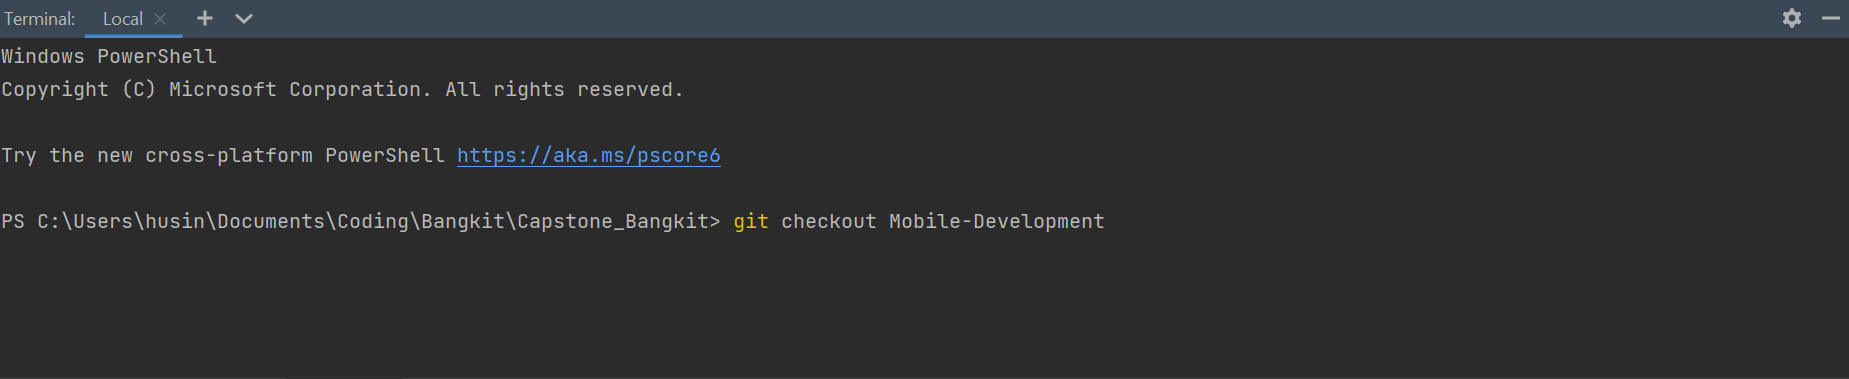 Terminal: Local
Windows PowerShell
Copyright (C) Microsoft Corporation. All rights reserved.
Try the new cross-platform PowerShell https://aka.ms/pscore6
PS C:\Users\husin\Documents\Coding\Bangkit\Capstone_Bangkit> git checkout Mobile-Development